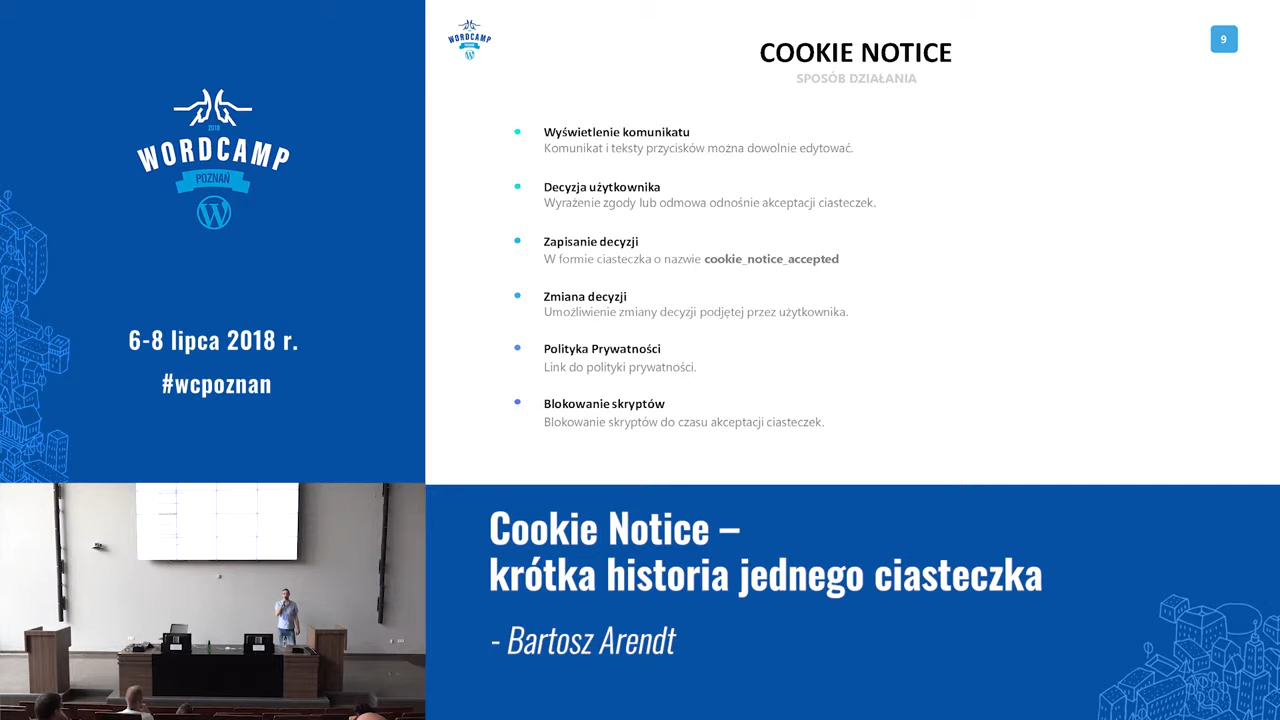 2018
WORDCAMP
POZNAŃ
6-8 lipca 2018 r.
#wcpoznan
WORDCAMP
9
COOKIE NOTICE
SPOSÓB DZIAŁANIA
Wyświetlenie komunikatu
Komunikat i teksty przycisków można dowolnie edytować.
Decyzja użytkownika
Wyrażenie zgody lub odmowa odnośnie akceptacji ciasteczek.
Zapisanie decyzji
W formie ciasteczka o nazwie cookie_notice_accepted
Zmiana decyzji
Umożliwienie zmiany decyzji podjętej przez użytkownika.
Polityka Prywatności
Link do polityki prywatności.
Blokowanie skryptów
Blokowanie skryptów do czasu akceptacji ciasteczek.
Cookie Notice –
krótka historia jednego ciasteczka
- Bartosz Arendt